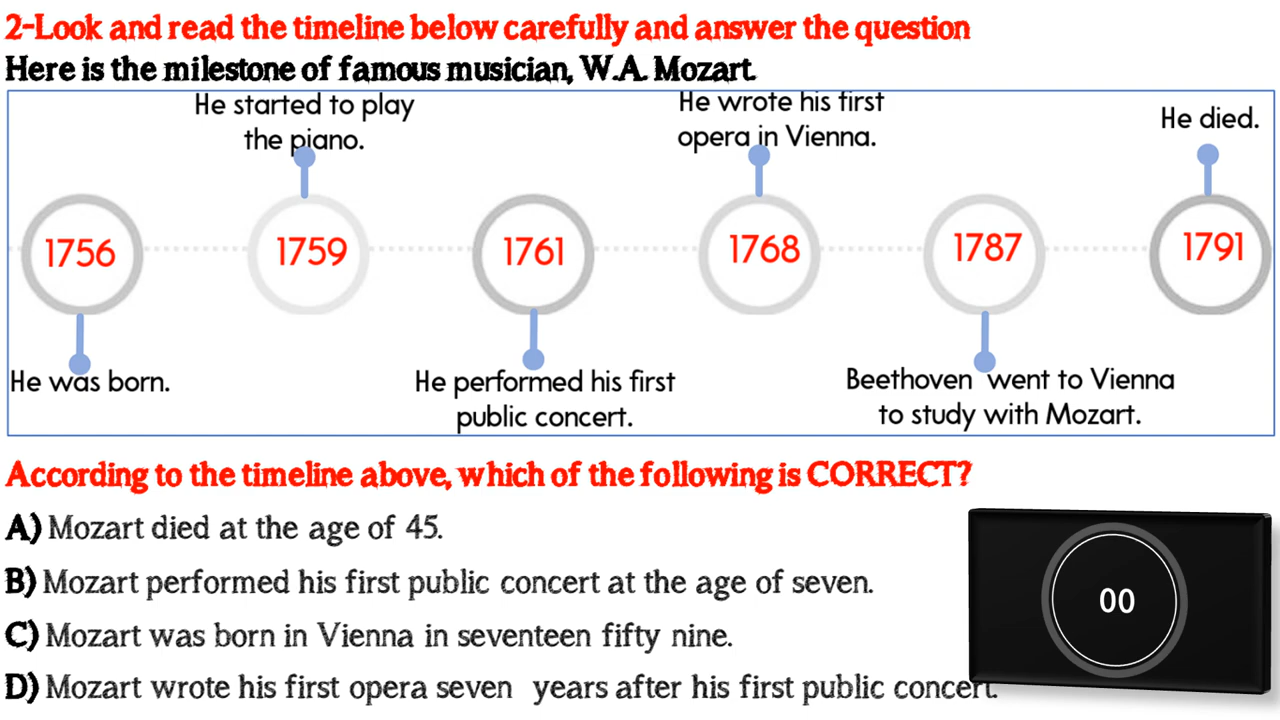 2-Look and read the timeline below carefully and answer the question
Here is the milestone of famous musician, W.A. Mozart.
He started to play
the piano.
He wrote his first
opera in Vienna.
He died.
1756
1759
1761
1768
1787
1791
He was born.
He performed his first
public concert.
Beethoven went to Vienna
to study with Mozart.
According to the timeline above, which of the following is CORRECT?
A) Mozart died at the age of 45.
B) Mozart performed his first public concert at the age of seven.
C) Mozart was born in Vienna in seventeen fifty nine.
D) Mozart wrote his first opera seven years after his first public concert.
00